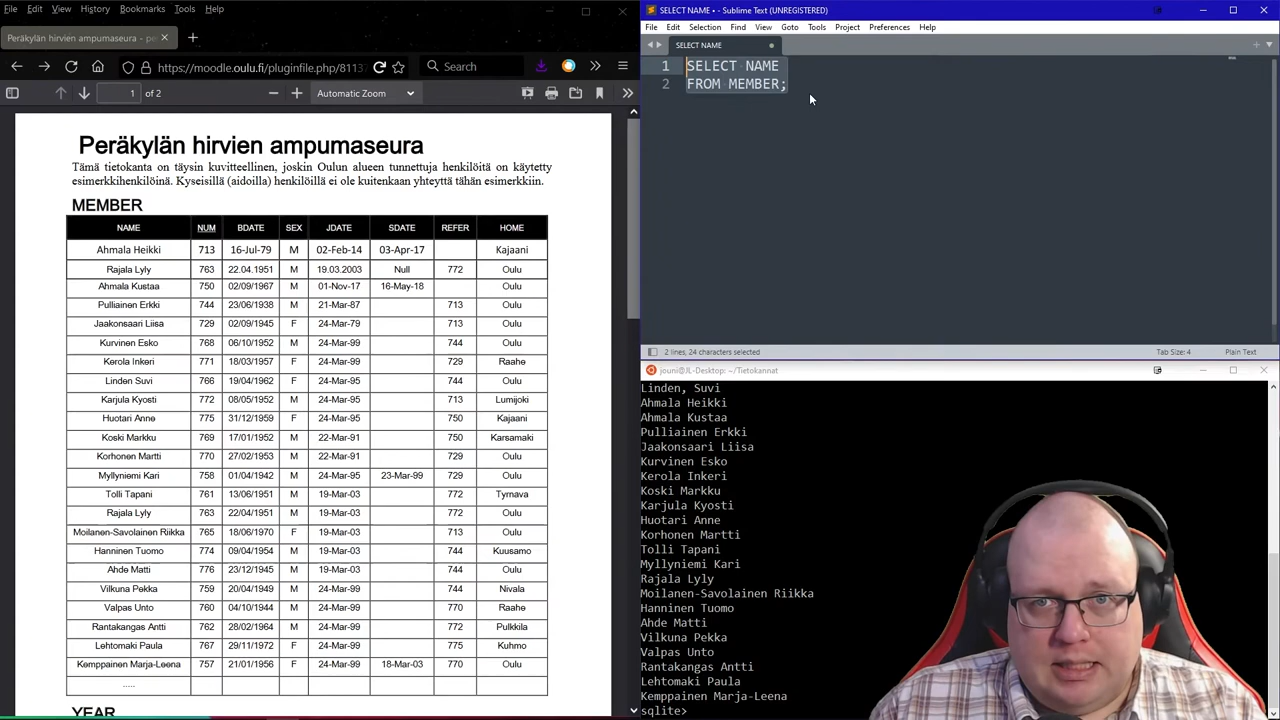 File Edit View History Bookmarks Tools Help
Peräkylän hirvien ampumaseura - pe
https://moodle.oulu.fi/pluginfile.php/8113
Search
1 of 2
Automatic Zoom
Peräkylän hirvien ampumaseura
Tämä tietokanta on täysin kuvitteellinen, joskin Oulun alueen tunnettuja henkilöitä on käytetty
esimerkkihenkilöinä. Kyseisillä (aidoilla) henkilöillä ei ole kuitenkaan yhteyttä tähän esimerkkiin.
MEMBER
NAME NUM BDATE SEX JDATE SDATE REFER HOME
Ahmala Heikki 713 16-Jul-79 M 02-Feb-14 03-Apr-17 Kajaani
Rajala Lyly 763 22.04.1951 M 19.03.2003 Null 772 Oulu
Ahmala Kustaa 750 02/09/1967 M 01-Nov-17 16-May-18 Oulu
Pulliainen Erkki 744 23/06/1938 M 21-Mar-87 713 Oulu
Jaakonsaari Liisa 729 02/09/1945 F 24-Mar-79 713 Oulu
Kurvinen Esko 768 06/10/1952 M 24-Mar-99 744 Oulu
Kerola Inkeri 771 18/03/1957 F 24-Mar-99 729 Raahe
Linden Suvi 766 19/04/1962 F 24-Mar-95 744 Oulu
Karjula Kyosti 772 08/05/1952 M 24-Mar-95 713 Lumijoki
Huotari Anne 775 31/12/1959 F 24-Mar-95 750 Kajaani
Koski Markku 769 17/01/1952 M 22-Mar-91 750 Karsamaki
Korhonen Martti 770 27/02/1953 M 22-Mar-91 729 Oulu
Myllyniemi Kari 758 01/04/1942 M 24-Mar-95 23-Mar-99 729 Oulu
Tolli Tapani 761 13/06/1951 M 19-Mar-03 772 Tyrnava
Rajala Lyly 763 22/04/1951 M 19-Mar-03 772 Oulu
Moilanen-Savolainen Riikka 765 18/06/1970 F 19-Mar-03 713 Oulu
Hanninen Tuomo 774 09/04/1954 M 19-Mar-03 744 Kuusamo
Ahde Matti 776 23/12/1945 M 19-Mar-03 744 Oulu
Vilkuna Pekka 759 20/04/1949 M 24-Mar-99 744 Nivala
Valpas Unto 760 04/10/1944 M 24-Mar-99 770 Raahe
Rantakangas Antti 762 28/02/1964 M 24-Mar-99 772 Pulkkila
Lehtomaki Paula 767 29/11/1972 F 24-Mar-99 775 Kuhmo
Kemppainen Marja-Leena 757 21/01/1956 F 24-Mar-99 18-Mar-03 770 Oulu
.....
YEAR
SELECT NAME • - Sublime Text (UNREGISTERED)
File Edit Selection Find View Goto Tools Project Preferences Help
SELECT NAME
1 SELECT NAME
2 FROM MEMBER;
2 lines, 24 characters selected Tab Size: 4 Plain Text
jouni@JL-Desktop: ~/Tietokannat
Linden, Suvi
Ahmala Heikki
Ahmala Kustaa
Pulliainen Erkki
Jaakonsaari Liisa
Kurvinen Esko
Kerola Inkeri
Koski Markku
Karjula Kyosti
Huotari Anne
Korhonen Martti
Tolli Tapani
Myllyniemi Kari
Rajala Lyly
Moilanen-Savolainen Riikka
Hanninen Tuomo
Ahde Matti
Vilkuna Pekka
Valpas Unto
Rantakangas Antti
Lehtomaki Paula
Kemppainen Marja-Leena
sqlite>